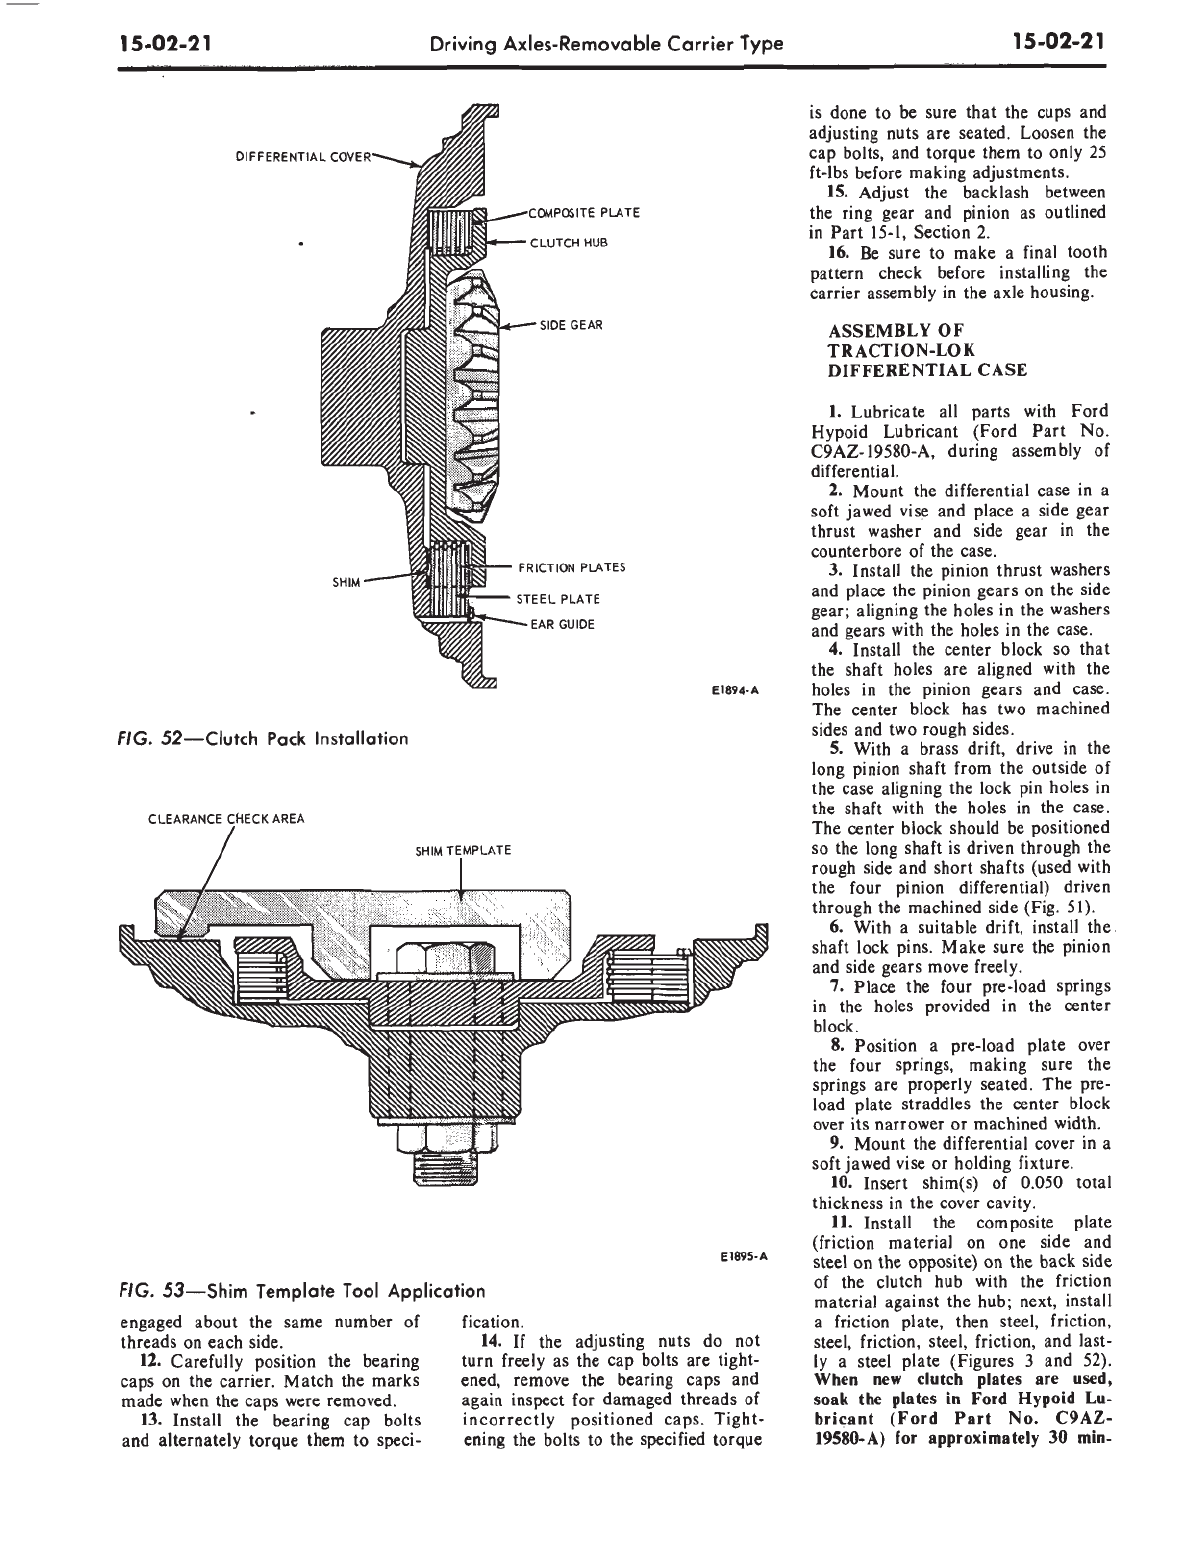 15-02-21
Driving Axles-Removable Carrier Type
15-02-21
DIFFERENTIAL COVER
COMPOSITE PLATE
CLUTCH HUB
SIDE GEAR
FRICTION PLATES
SHIM
STEEL PLATE
EAR GUIDE
E1894-A
FIG. 52—Clutch Pack Installation
CLEARANCE CHECK AREA
SHIM TEMPLATE
E1895-A
FIG. 53—Shim Template Tool Application
engaged about the same number of
threads on each side.
12. Carefully position the bearing
caps on the carrier. Match the marks
made when the caps were removed.
13. Install the bearing cap bolts
and alternately torque them to speci-
fication.
14. If the adjusting nuts do not
turn freely as the cap bolts are tight-
ened, remove the bearing caps and
again inspect for damaged threads of
incorrectly positioned caps. Tight-
ening the bolts to the specified torque
is done to be sure that the cups and
adjusting nuts are seated. Loosen the
cap bolts, and torque them to only 25
ft-lbs before making adjustments.
15. Adjust the backlash between
the ring gear and pinion as outlined
in Part 15-1, Section 2.
16. Be sure to make a final tooth
pattern check before installing the
carrier assembly in the axle housing.
ASSEMBLY OF
TRACTION-LOK
DIFFERENTIAL CASE
1. Lubricate all parts with Ford
Hypoid Lubricant (Ford Part No.
C9AZ-19580-A, during assembly of
differential.
2. Mount the differential case in a
soft jawed vise and place a side gear
thrust washer and side gear in the
counterbore of the case.
3. Install the pinion thrust washers
and place the pinion gears on the side
gear; aligning the holes in the washers
and gears with the holes in the case.
4. Install the center block so that
the shaft holes are aligned with the
holes in the pinion gears and case.
The center block has two machined
sides and two rough sides.
5. With a brass drift, drive in the
long pinion shaft from the outside of
the case aligning the lock pin holes in
the shaft with the holes in the case.
The center block should be positioned
so the long shaft is driven through the
rough side and short shafts (used with
the four pinion differential) driven
through the machined side (Fig. 51).
6. With a suitable drift, install the
shaft lock pins. Make sure the pinion
and side gears move freely.
7. Place the four pre-load springs
in the holes provided in the center
block.
8. Position a pre-load plate over
the four springs, making sure the
springs are properly seated. The pre-
load plate straddles the center block
over its narrower or machined width.
9. Mount the differential cover in a
soft jawed vise or holding fixture.
10. Insert shim(s) of 0.050 total
thickness in the cover cavity.
11. Install the composite plate
(friction material on one side and
steel on the opposite) on the back side
of the clutch hub with the friction
material against the hub; next, install
a friction plate, then steel, friction,
steel, friction, steel, friction, and last-
ly a steel plate (Figures 3 and 52).
When new clutch plates are used,
soak the plates in Ford Hypoid Lu-
bricant (Ford Part No. C9AZ-
19580-A) for approximately 30 min-